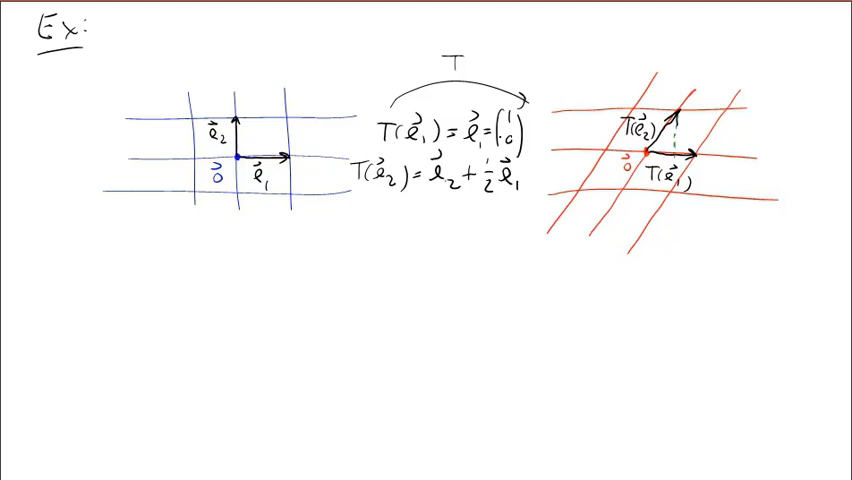 Ex:
T
T(e⃗₁) = e⃗₁ = (1 0)
T(e⃗₂) = e⃗₂ + ½ e⃗₁
e⃗₂
0⃗ e⃗₁
T(e⃗₂)
0⃗ T(e⃗₁)